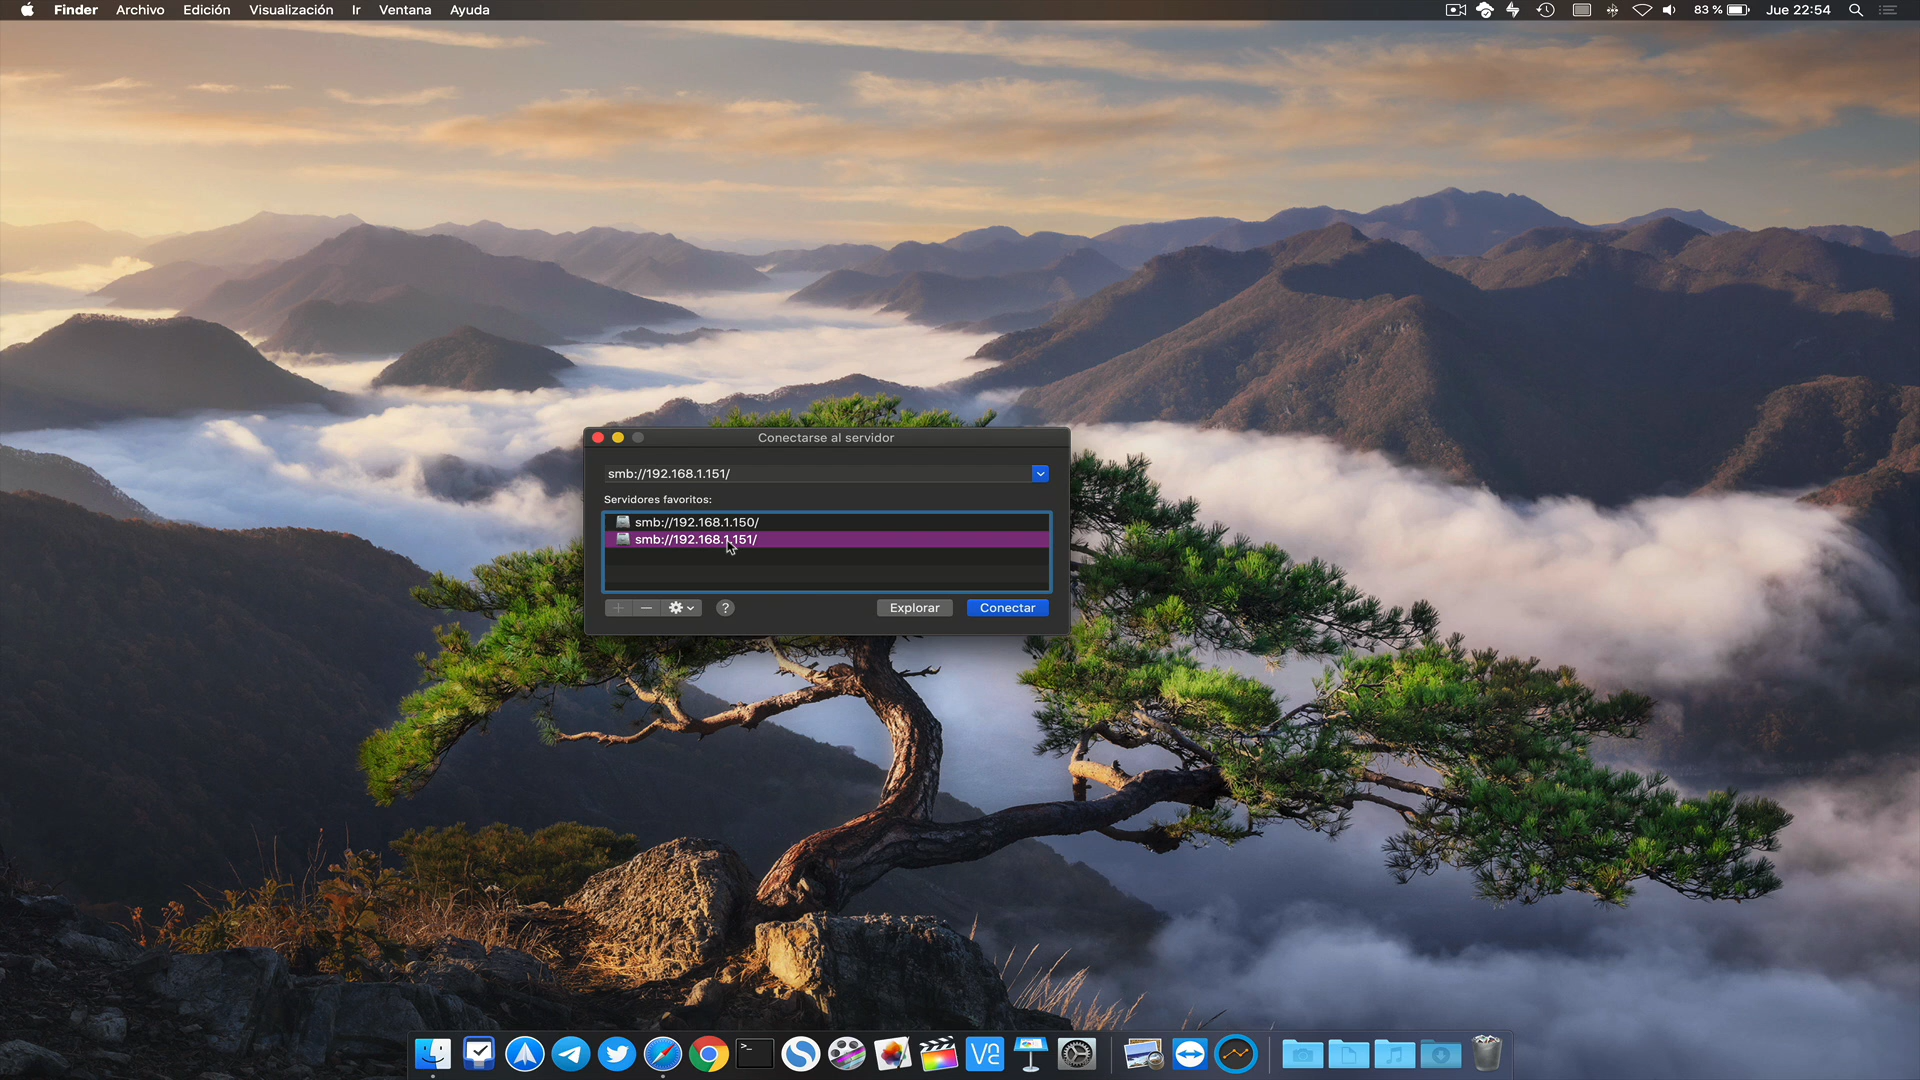 Finder Archivo Edición Visualización Ir Ventana Ayuda 83 % Jue 22:54
Conectarse al servidor
smb://192.168.1.151/
Servidores favoritos:
smb://192.168.1.150/
smb://192.168.1.151/
+ − ? Explorar Conectar
>_
V2